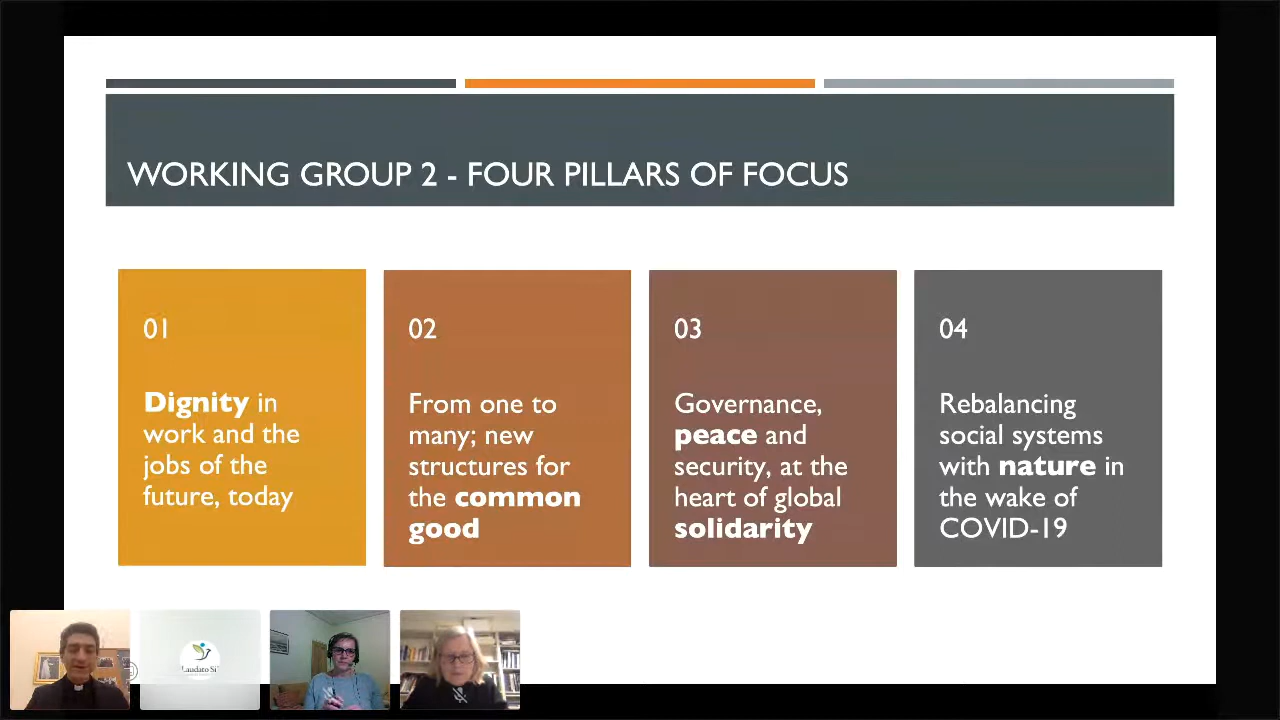 WORKING GROUP 2 - FOUR PILLARS OF FOCUS
01
Dignity in
work and the
jobs of the
future, today
02
From one to
many; new
structures for
the common
good
03
Governance,
peace and
security, at the
heart of global
solidarity
04
Rebalancing
social systems
with nature in
the wake of
COVID-19
Laudato Si'